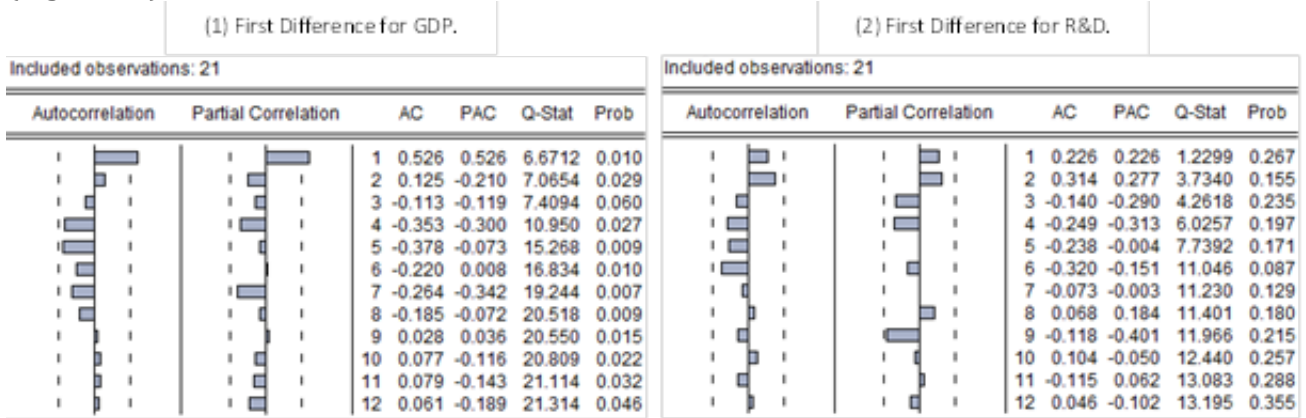 (1) First Difference for GDP.
Included observations: 21
Autocorrelation Partial Correlation AC PAC Q-Stat Prob
1 0.526 0.526 6.6712 0.010
2 0.125 -0.210 7.0654 0.029
3 -0.113 -0.119 7.4094 0.060
4 -0.353 -0.300 10.950 0.027
5 -0.378 -0.073 15.268 0.009
6 -0.220 0.008 16.834 0.010
7 -0.264 -0.342 19.244 0.007
8 -0.185 -0.072 20.518 0.009
9 0.028 0.036 20.550 0.015
10 0.077 -0.116 20.809 0.022
11 0.079 -0.143 21.114 0.032
12 0.061 -0.189 21.314 0.046
(2) First Difference for R&D.
Included observations: 21
Autocorrelation Partial Correlation AC PAC Q-Stat Prob
1 0.226 0.226 1.2299 0.267
2 0.314 0.277 3.7340 0.155
3 -0.140 -0.290 4.2618 0.235
4 -0.249 -0.313 6.0257 0.197
5 -0.238 -0.004 7.7392 0.171
6 -0.320 -0.151 11.046 0.087
7 -0.073 -0.003 11.230 0.129
8 0.068 0.184 11.401 0.180
9 -0.118 -0.401 11.966 0.215
10 0.104 -0.050 12.440 0.257
11 -0.115 0.062 13.083 0.288
12 0.046 -0.102 13.195 0.355